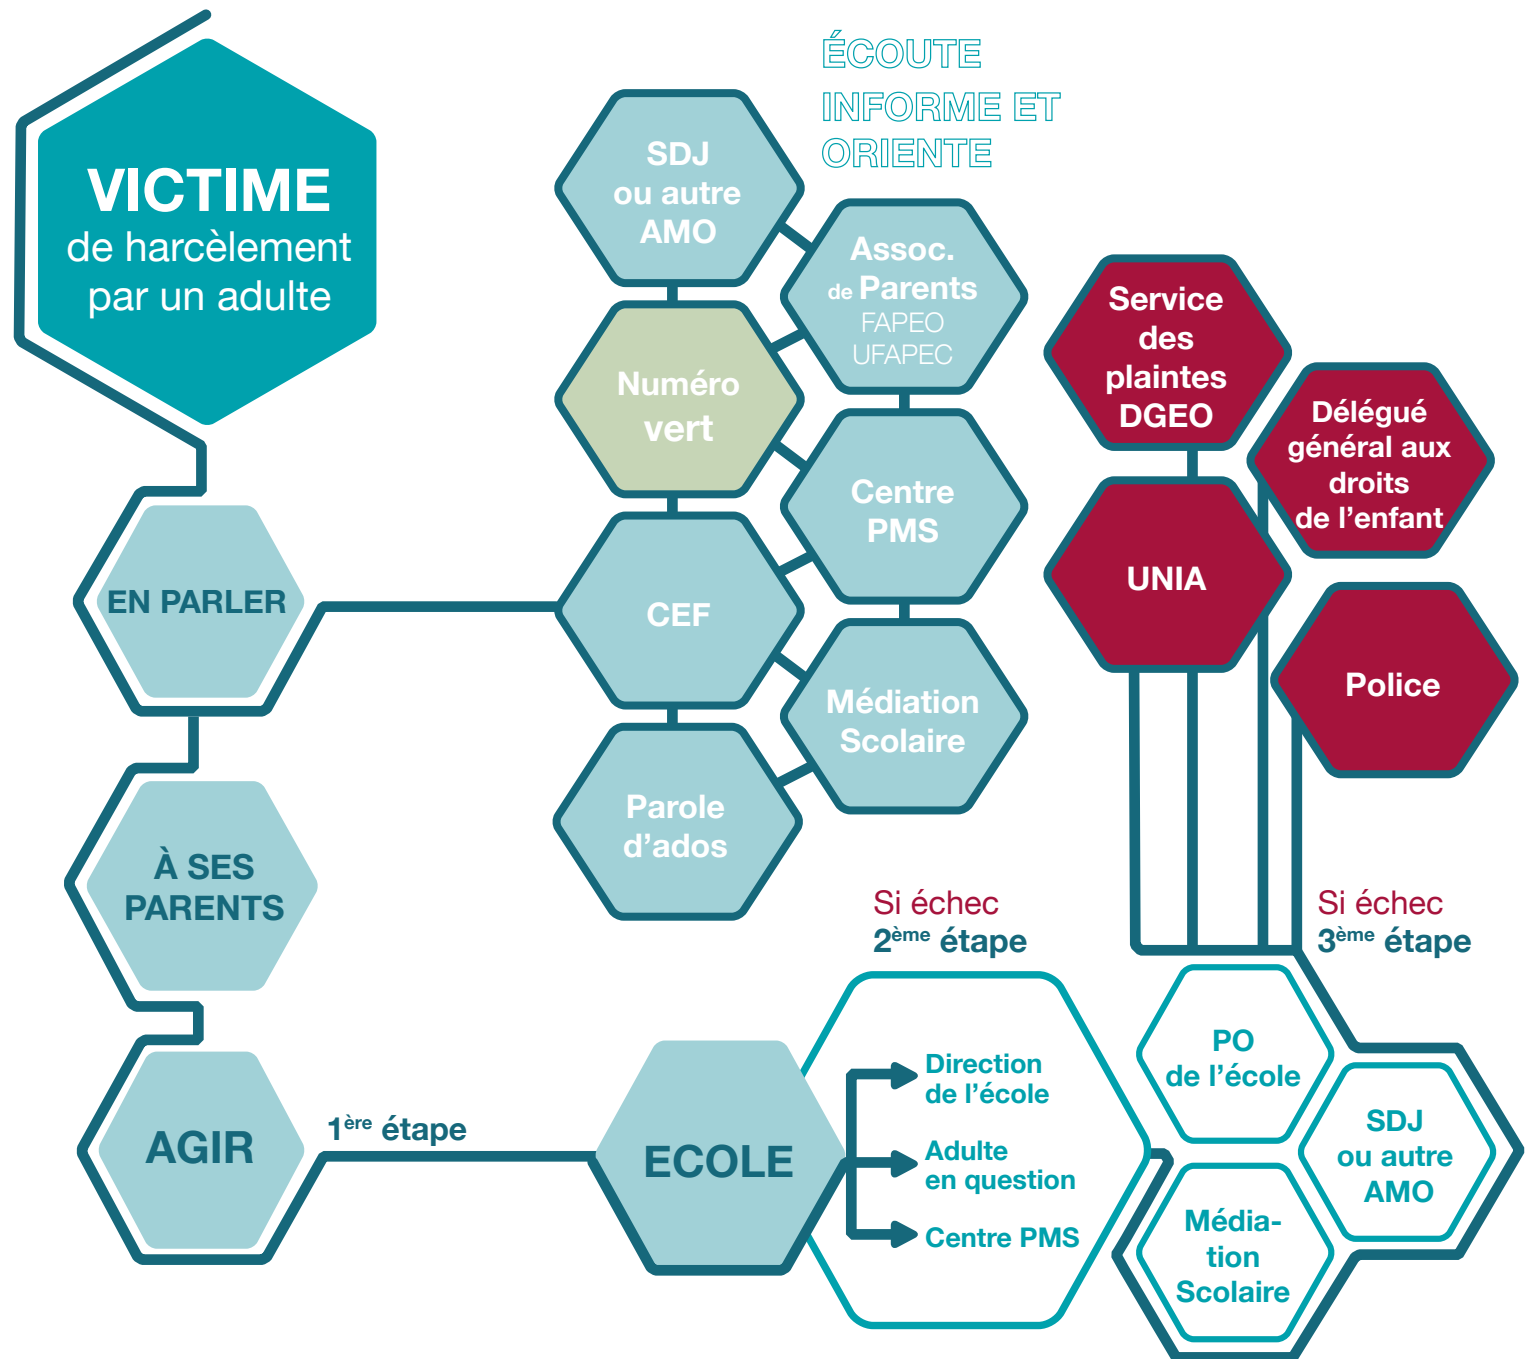 VICTIME
de harcèlement
par un adulte
ÉCOUTE
INFORME ET
ORIENTE
SDJ
ou autre
AMO
Assoc.
de Parents
FAPEO
UFAPEC
Numéro
vert
Centre
PMS
CEF
Médiation
Scolaire
Parole
d’ados
Service
des
plaintes
DGEO
Délégué
général aux
droits
de l’enfant
UNIA
Police
EN PARLER
À SES
PARENTS
AGIR
1ère étape
ECOLE
Si échec
2ème étape
Direction
de l’école
Adulte
en question
Centre PMS
Si échec
3ème étape
PO
de l’école
SDJ
ou autre
AMO
Média-
tion
Scolaire